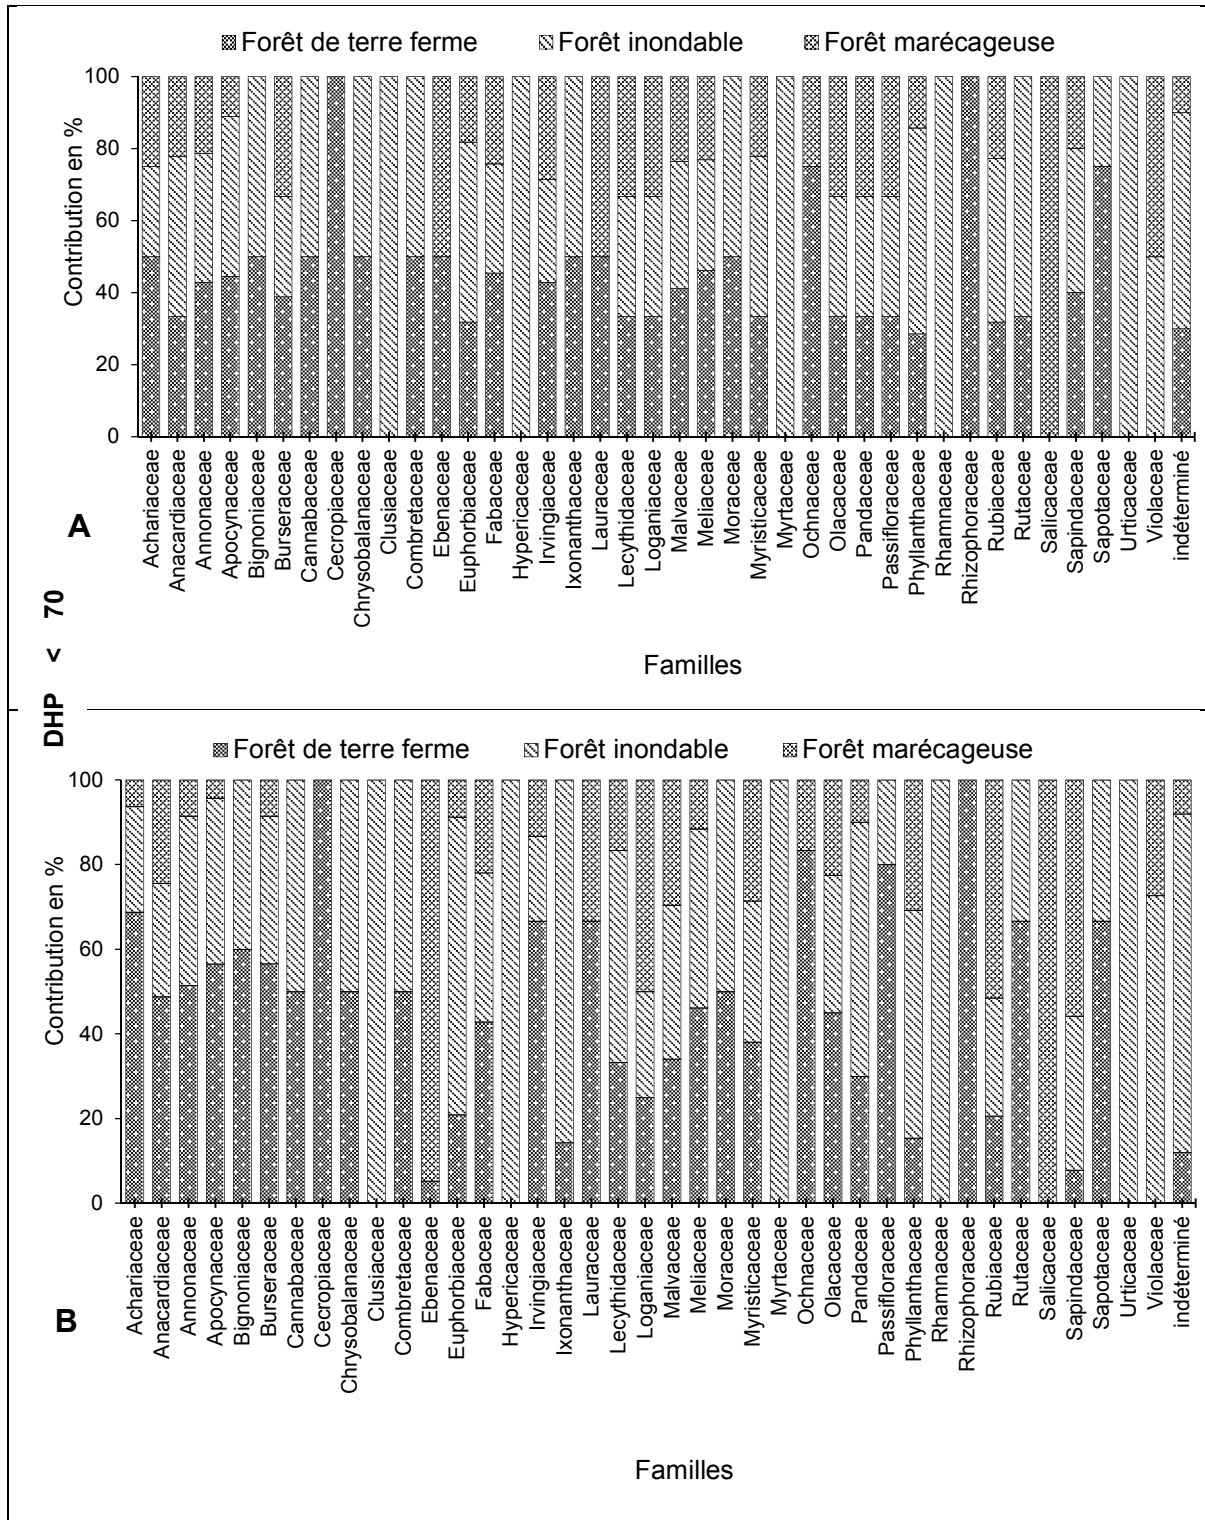 Forêt de terre ferme Forêt inondable Forêt marécageuse
Contribution en %
100
80
60
40
20
0
Achariaceae
Anacardiaceae
Annonaceae
Apocynaceae
Bignoniaceae
Burseraceae
Cannabaceae
Cecropiaceae
Chrysobalanaceae
Clusiaceae
Combretaceae
Ebenaceae
Euphorbiaceae
Fabaceae
Hypericaceae
Irvingiaceae
Ixonanthaceae
Lauraceae
Lecythidaceae
Loganiaceae
Malvaceae
Meliaceae
Moraceae
Myristicaceae
Myrtaceae
Ochnaceae
Olacaceae
Pandaceae
Passifloraceae
Phyllanthaceae
Rhamnaceae
Rhizophoraceae
Rubiaceae
Rutaceae
Salicaceae
Sapindaceae
Sapotaceae
Urticaceae
Violaceae
indéterminé
A
Familles
DHP < 70
Forêt de terre ferme Forêt inondable Forêt marécageuse
Contribution en %
100
80
60
40
20
0
Achariaceae
Anacardiaceae
Annonaceae
Apocynaceae
Bignoniaceae
Burseraceae
Cannabaceae
Cecropiaceae
Chrysobalanaceae
Clusiaceae
Combretaceae
Ebenaceae
Euphorbiaceae
Fabaceae
Hypericaceae
Irvingiaceae
Ixonanthaceae
Lauraceae
Lecythidaceae
Loganiaceae
Malvaceae
Meliaceae
Moraceae
Myristicaceae
Myrtaceae
Ochnaceae
Olacaceae
Pandaceae
Passifloraceae
Phyllanthaceae
Rhamnaceae
Rhizophoraceae
Rubiaceae
Rutaceae
Salicaceae
Sapindaceae
Sapotaceae
Urticaceae
Violaceae
indéterminé
B
Familles